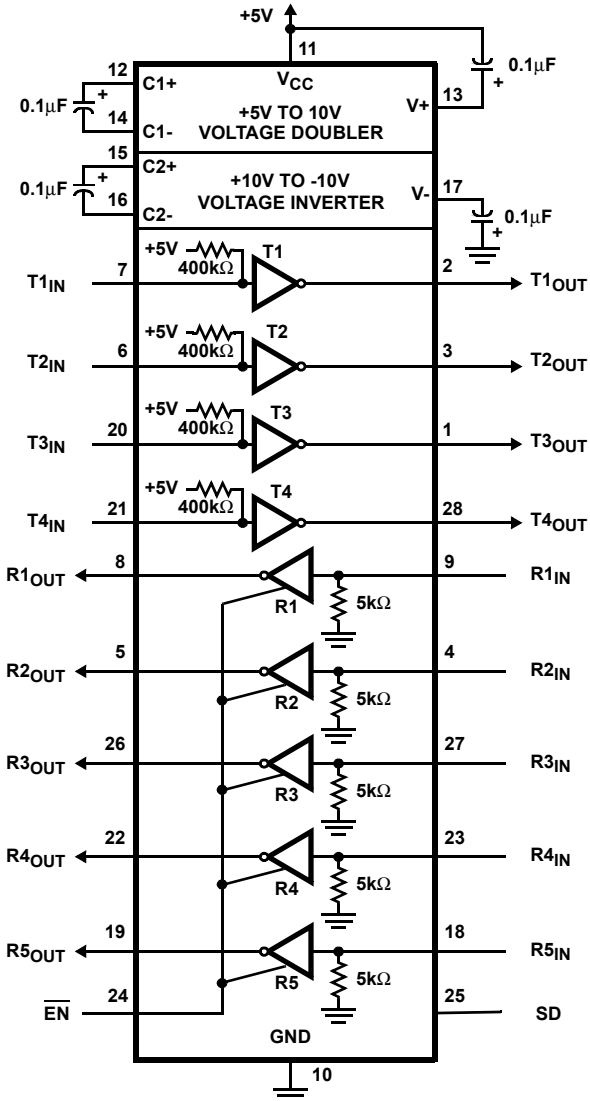 +5V
11
V_CC
12
C1+
0.1μF
+
14
C1-
+5V TO 10V
VOLTAGE DOUBLER
V+
13
+
0.1μF
15
C2+
0.1μF
+
16
C2-
+10V TO -10V
VOLTAGE INVERTER
V-
17
+
0.1μF
T1IN
7
+5V
400kΩ
T1
2
T1OUT
T2IN
6
+5V
400kΩ
T2
3
T2OUT
T3IN
20
+5V
400kΩ
T3
1
T3OUT
T4IN
21
+5V
400kΩ
T4
28
T4OUT
R1OUT
8
R1
5kΩ
9
R1IN
R2OUT
5
R2
5kΩ
4
R2IN
R3OUT
26
R3
5kΩ
27
R3IN
R4OUT
22
R4
5kΩ
23
R4IN
R5OUT
19
R5
5kΩ
18
R5IN
EN
24
25
SD
GND
10